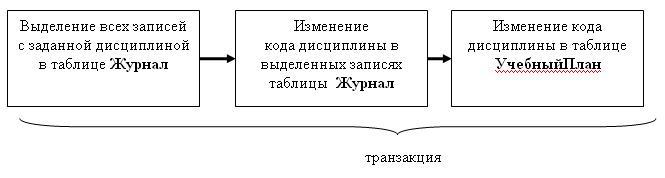 Выделение всех записей
с заданной дисциплиной
в таблице Журнал
Изменение
кода дисциплины в
выделенных записях
таблицы Журнал
Изменение кода
дисциплины в таблице
УчебныйПлан
транзакция